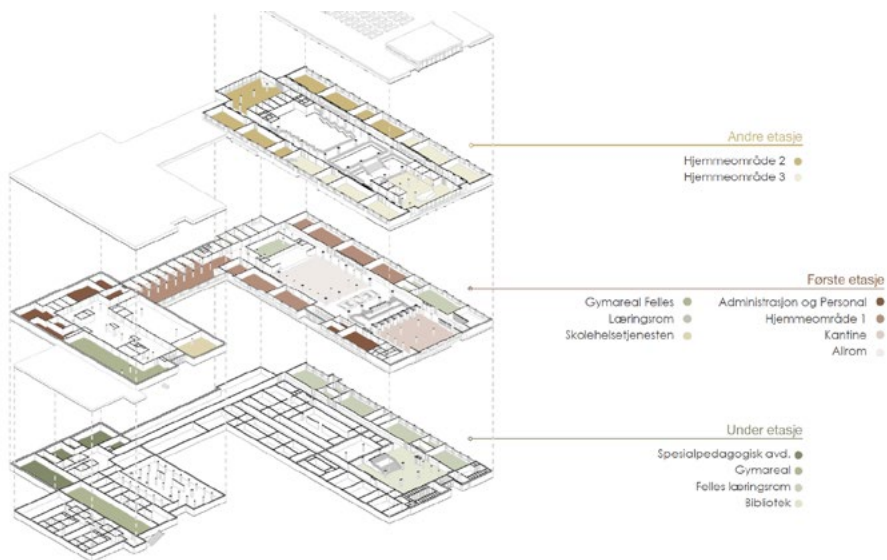 Andre etasje
Hjemmeområde 2
Hjemmeområde 3
Første etasje
Gymareal Felles
Læringsrom
Skolehelsetjenesten
Administrasjon og Personal
Hjemmeområde 1
Kantine
Allrom
Under etasje
Spesialpedagogisk avd.
Gymareal
Felles læringsrom
Bibliotek